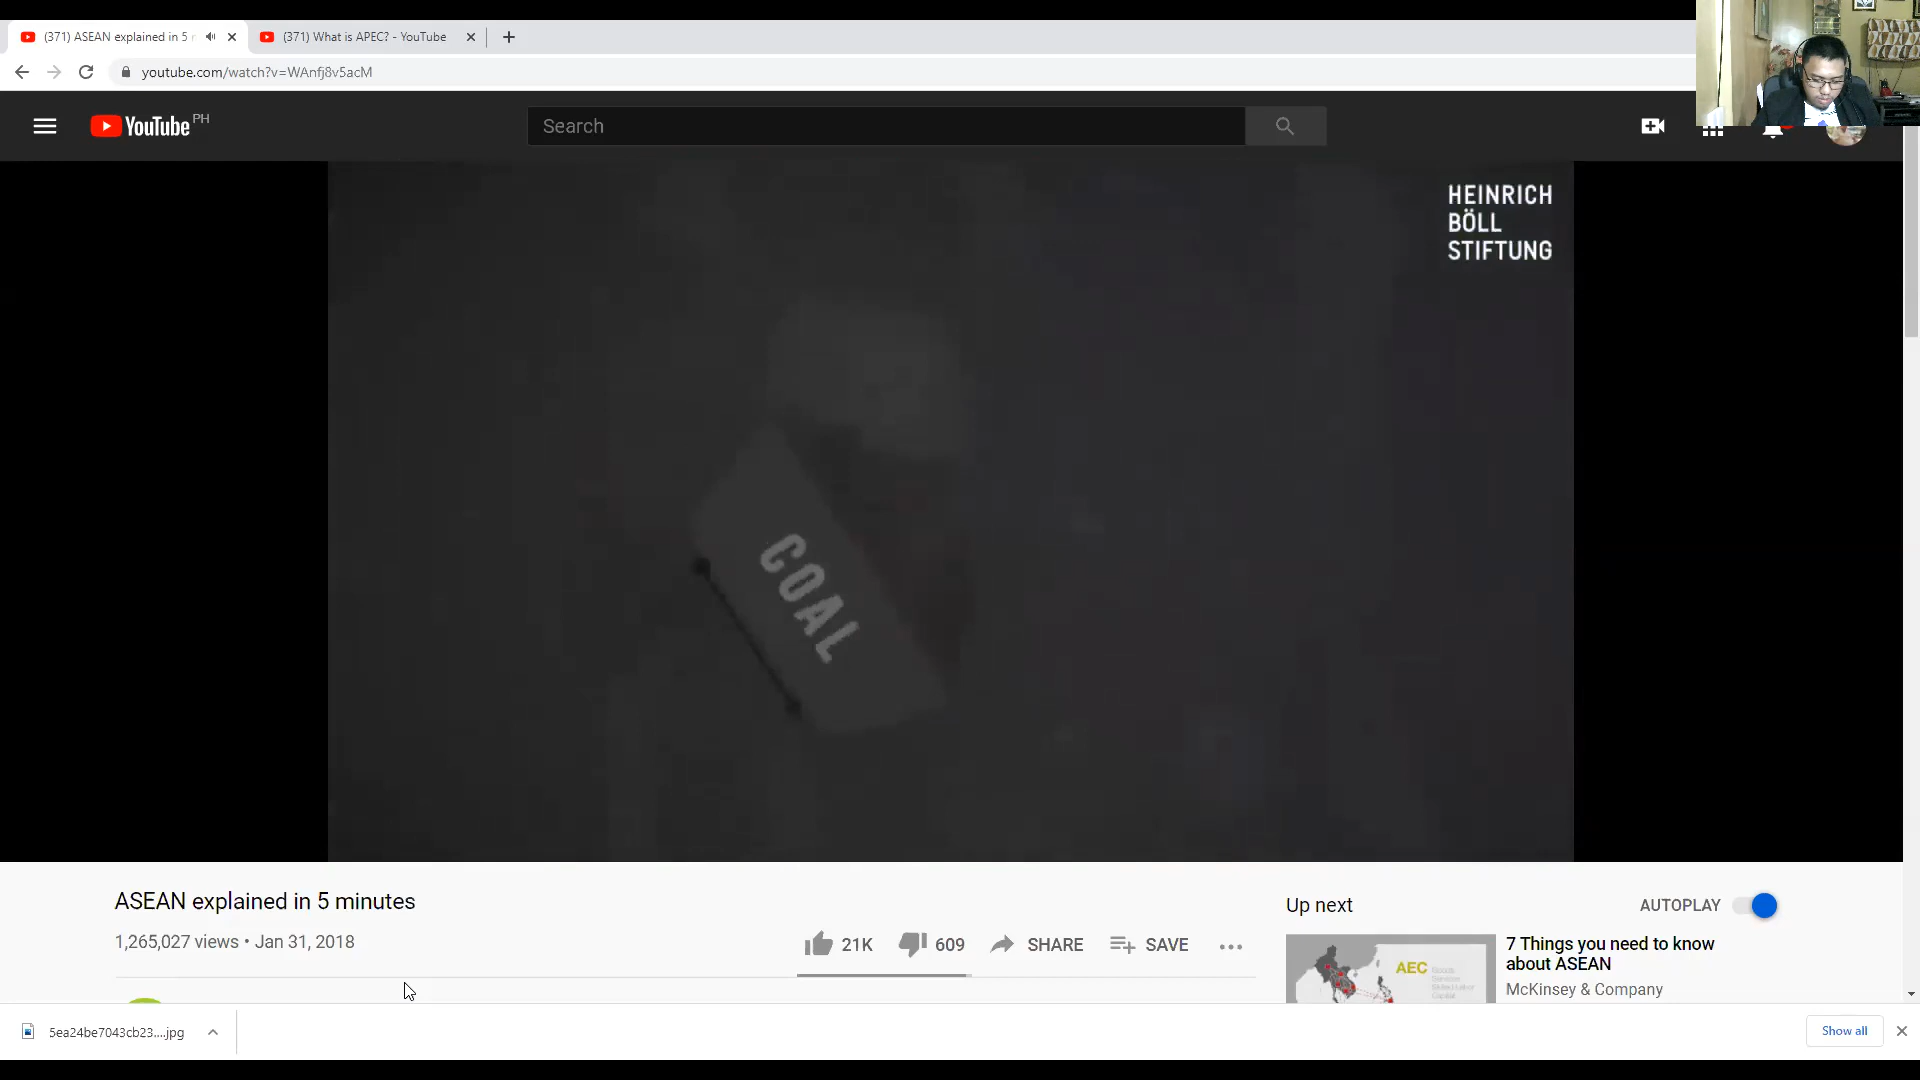 (371) ASEAN explained in 5
(371) What is APEC? - YouTube
youtube.com/watch?v=WAnfj8v5acM
YouTube PH
Search
HEINRICH
BÖLL
STIFTUNG
COAL
ASEAN explained in 5 minutes
1,265,027 views • Jan 31, 2018
21K
609
SHARE
SAVE
Up next
AUTOPLAY
7 Things you need to know
about ASEAN
McKinsey & Company
AEC
5ea24be7043cb23....jpg
Show all